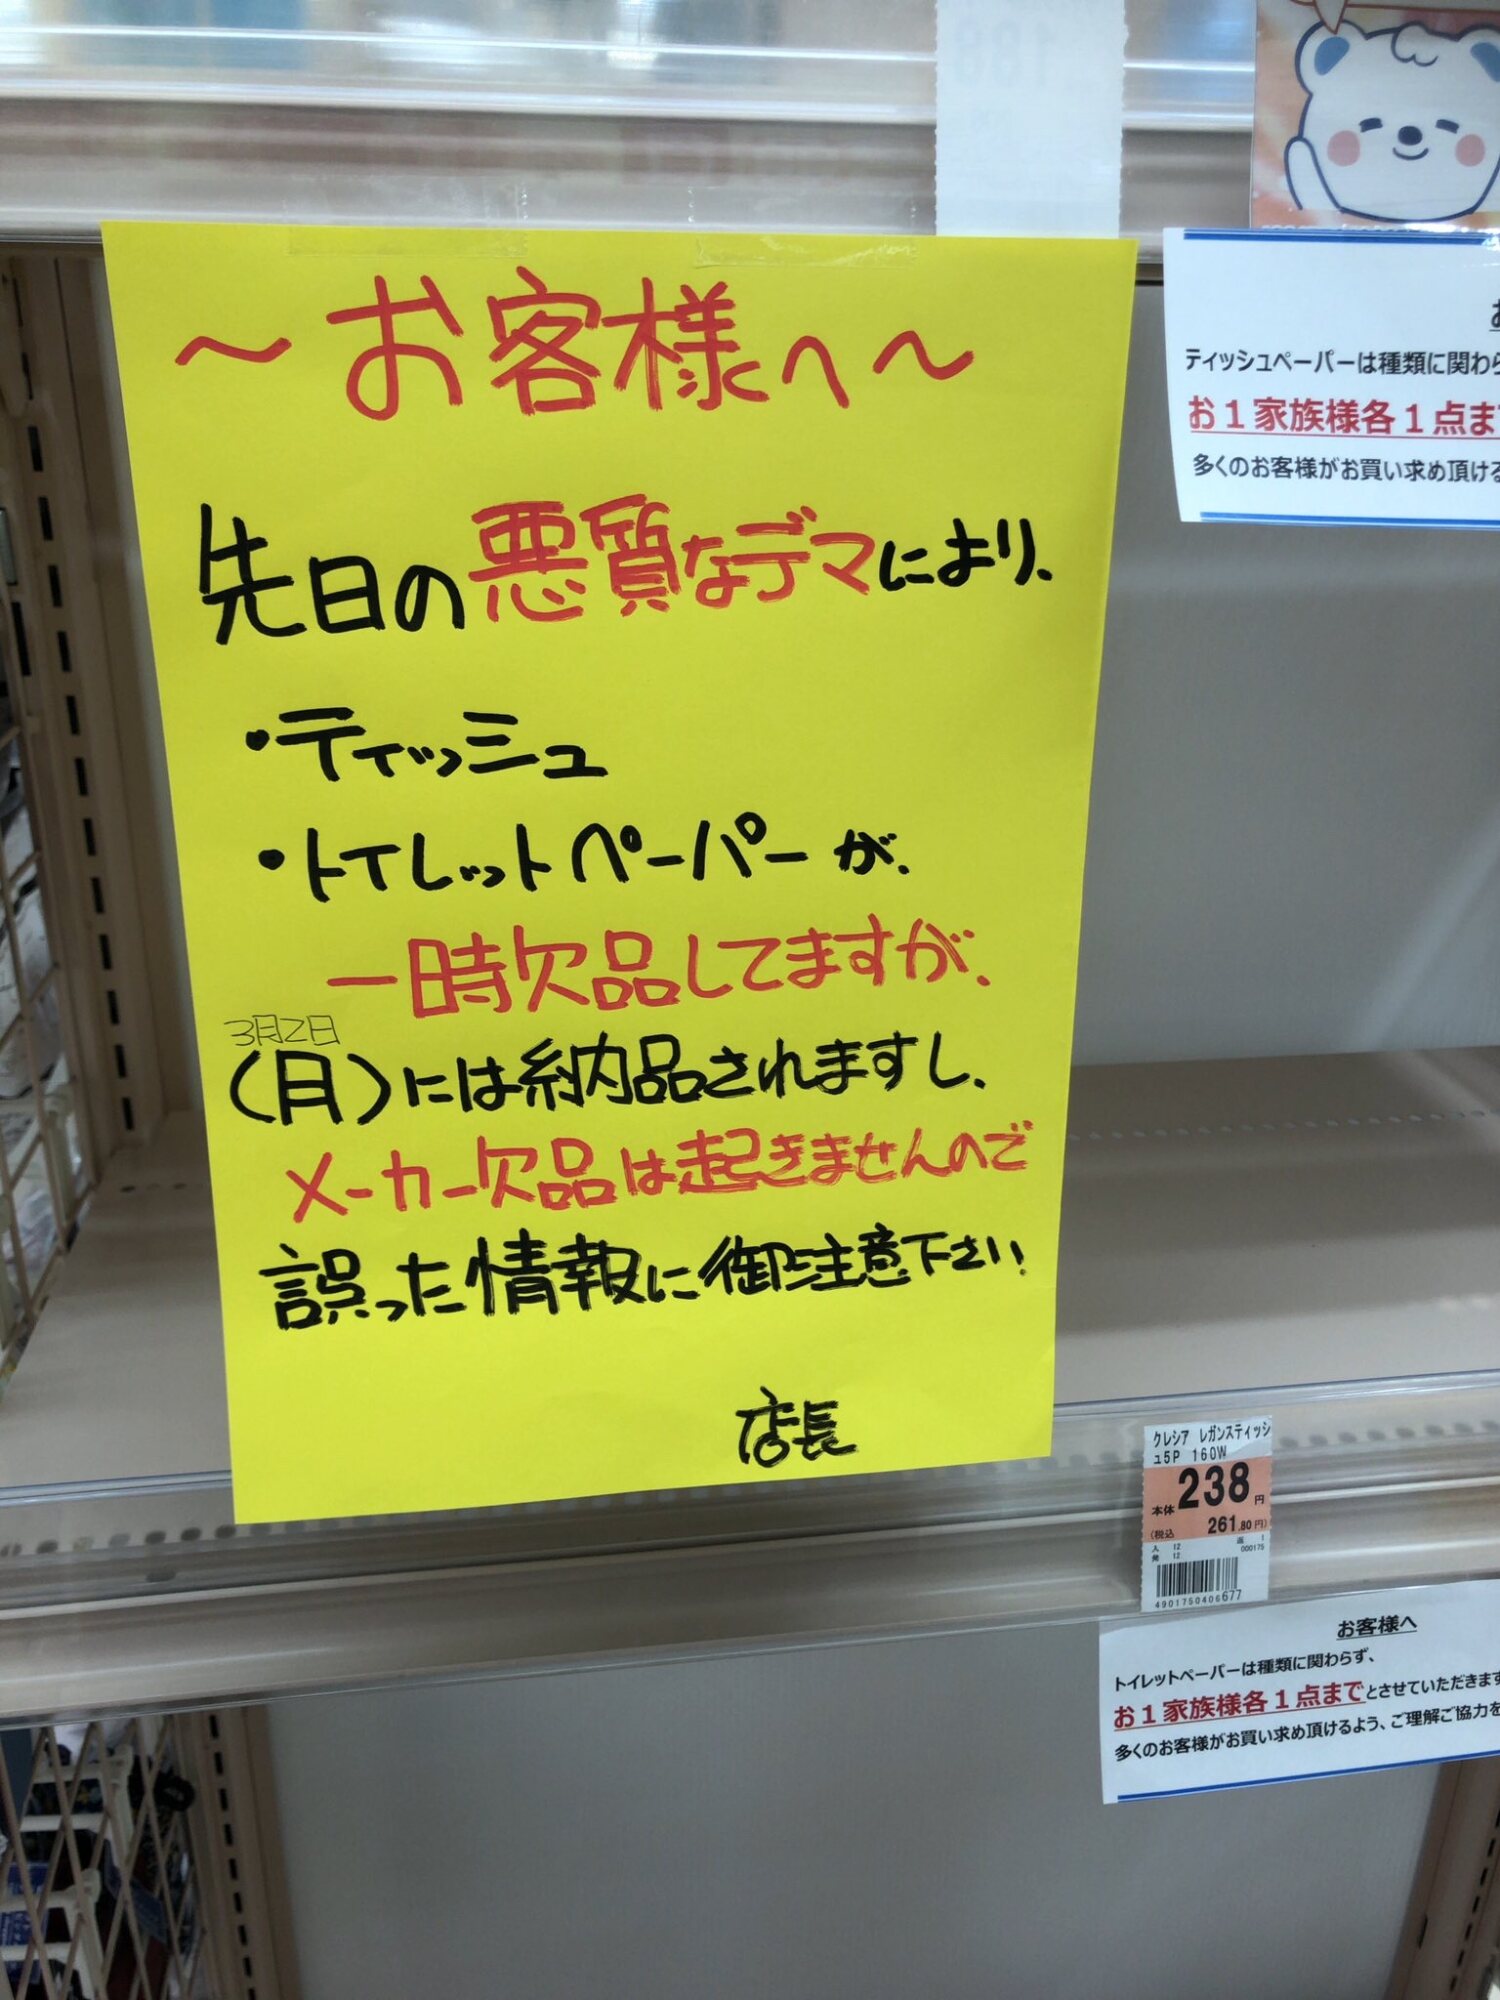 ～お客様へ～
先日の悪質なデマにより、
・ティッシュ
・トイレットペーパーが、
一時欠品してますが、
3月2日
(月)には納品されますし、
メーカー欠品は起きませんので
誤った情報に御注意下さい!
店長
ティッシュペーパーは種類に関わら
お1家族様各1点ま
多くのお客様がお買い求め頂ける
クレシア レガンスティッシ
ュ5P 160W
本体 238 円
(税込 261.80円)
入 12 返 1
発 12 000175
4901750406677
お客様へ
トイレットペーパーは種類に関わらず、
お1家族様各1点までとさせていただきます
多くのお客様がお買い求め頂けるよう、ご理解ご協力を